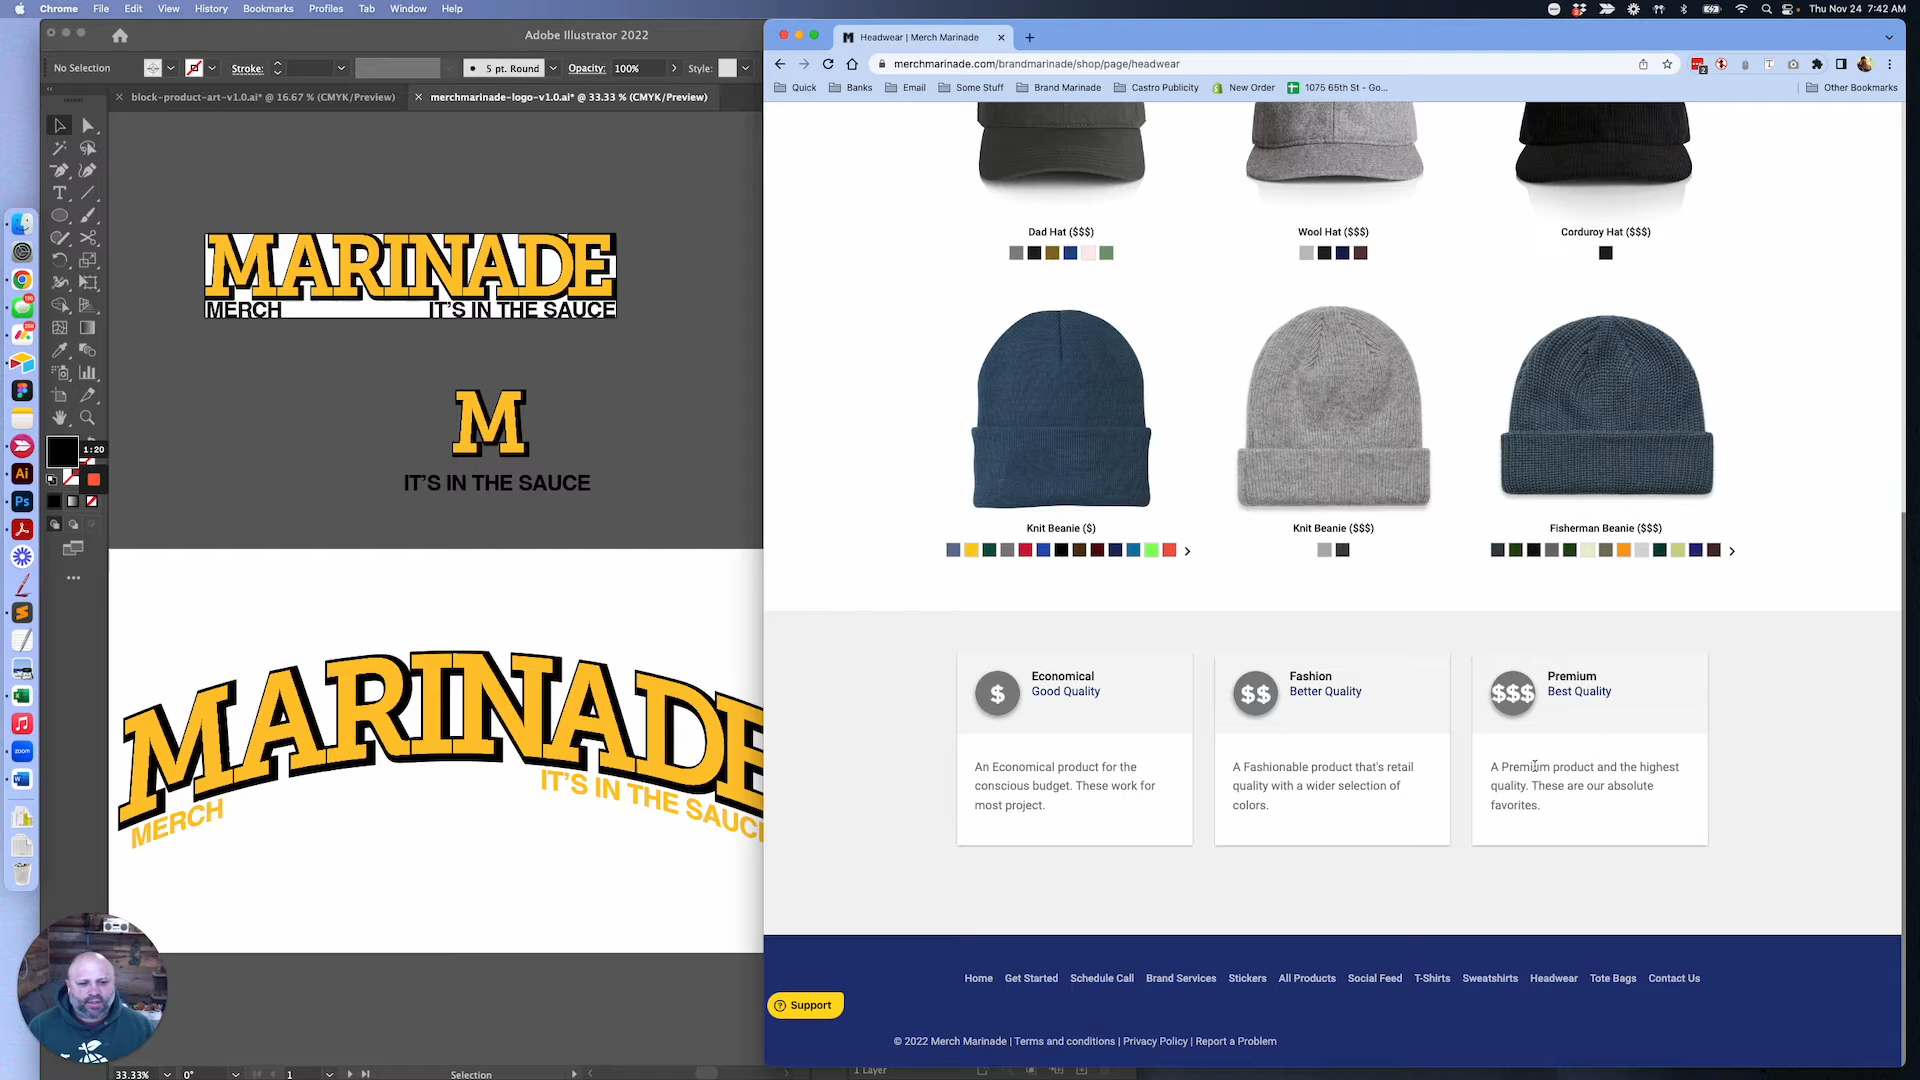 Chrome File Edit View History Bookmarks Profiles Tab Window Help
Thu Nov 24 7:42 AM
Adobe Illustrator 2022
No Selection
Stroke:
5 pt. Round
Opacity: 100%
Style:
block-product-art-v1.0.ai* @ 16.67 % (CMYK/Preview)
merchmarinade-logo-v1.0.ai* @ 33.33 % (CMYK/Preview)
MARINADE
MERCH
IT'S IN THE SAUCE
M
IT'S IN THE SAUCE
1:20
MARINADE
MERCH
IT'S IN THE SAUC
33.33%
0°
1
Selection
Headwear | Merch Marinade
merchmarinade.com/brandmarinade/shop/page/headwear
Quick
Banks
Email
Some Stuff
Brand Marinade
Castro Publicity
New Order
1075 65th St - Go...
Other Bookmarks
Dad Hat ($$$)
Wool Hat ($$$)
Corduroy Hat ($$$)
Knit Beanie ($)
Knit Beanie ($$$)
Fisherman Beanie ($$$)
$
Economical
Good Quality
An Economical product for the
conscious budget. These work for
most project.
$$
Fashion
Better Quality
A Fashionable product that's retail
quality with a wider selection of
colors.
$$$
Premium
Best Quality
A Premium product and the highest
quality. These are our absolute
favorites.
Home Get Started Schedule Call Brand Services Stickers All Products Social Feed T-Shirts Sweatshirts Headwear Tote Bags Contact Us
Support
© 2022 Merch Marinade | Terms and conditions | Privacy Policy | Report a Problem
1 Layer
Ai
Ps
zoom